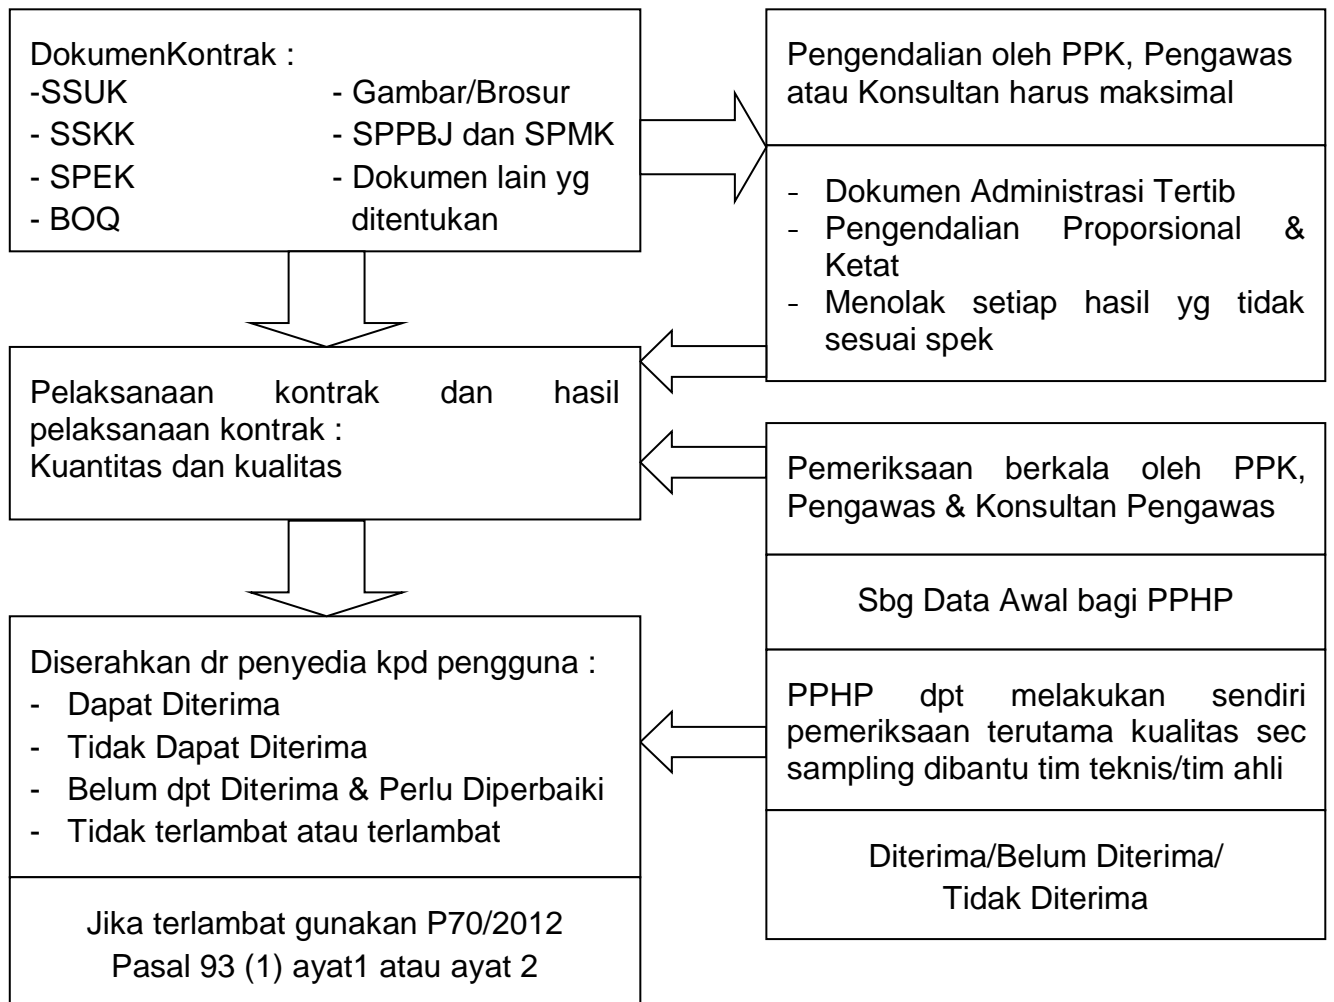 DokumenKontrak :
-SSUK - Gambar/Brosur
- SSKK - SPPBJ dan SPMK
- SPEK - Dokumen lain yg
- BOQ ditentukan
Pengendalian oleh PPK, Pengawas
atau Konsultan harus maksimal
- Dokumen Administrasi Tertib
- Pengendalian Proporsional &
Ketat
- Menolak setiap hasil yg tidak
sesuai spek
Pelaksanaan kontrak dan hasil
pelaksanaan kontrak :
Kuantitas dan kualitas
Pemeriksaan berkala oleh PPK,
Pengawas & Konsultan Pengawas
Sbg Data Awal bagi PPHP
PPHP dpt melakukan sendiri
pemeriksaan terutama kualitas sec
sampling dibantu tim teknis/tim ahli
Diterima/Belum Diterima/
Tidak Diterima
Diserahkan dr penyedia kpd pengguna :
- Dapat Diterima
- Tidak Dapat Diterima
- Belum dpt Diterima & Perlu Diperbaiki
- Tidak terlambat atau terlambat
Jika terlambat gunakan P70/2012
Pasal 93 (1) ayat1 atau ayat 2